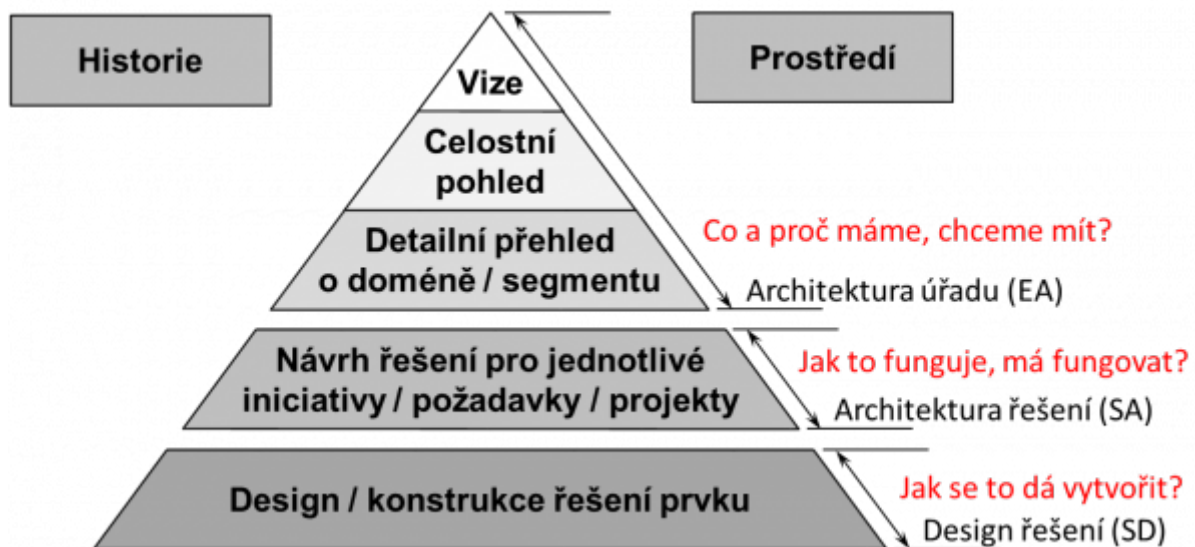 Historie
Prostředí
Vize
Celostní
pohled
Detailní přehled
o doméně / segmentu
Co a proč máme, chceme mít?
Architektura úřadu (EA)
Návrh řešení pro jednotlivé
iniciativy / požadavky / projekty
Jak to funguje, má fungovat?
Architektura řešení (SA)
Design / konstrukce řešení prvku
Jak se to dá vytvořit?
Design řešení (SD)